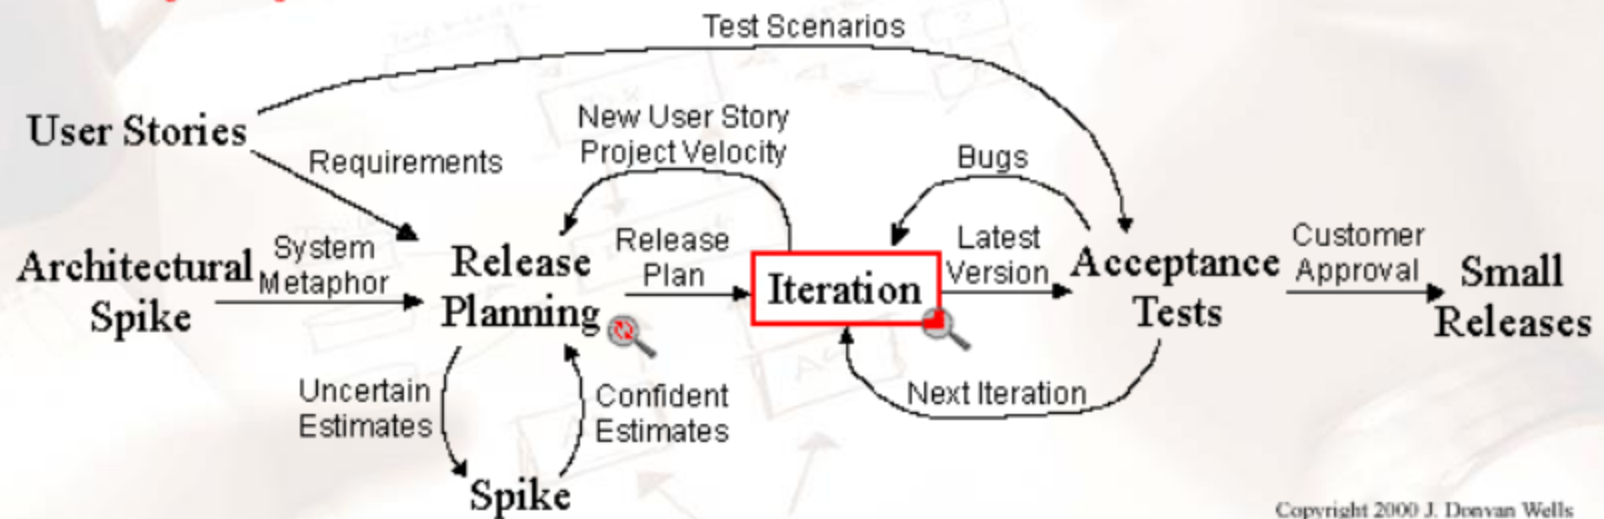 Test Scenarios
User Stories
New User Story
Project Velocity
Requirements
Bugs
Architectural
Spike
System
Metaphor
Release
Planning
Release
Plan
Iteration
Latest
Version
Acceptance
Tests
Customer
Approval
Small
Releases
Uncertain
Estimates
Confident
Estimates
Next Iteration
Spike
Copyright 2000 J. Donvan Wells